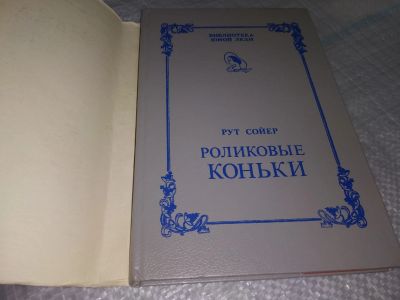 БИБЛИОТЕКА
ЮНОЙ ЛЕДИ
РУТ СОЙЕР
РОЛИКОВЫЕ
КОНЬКИ